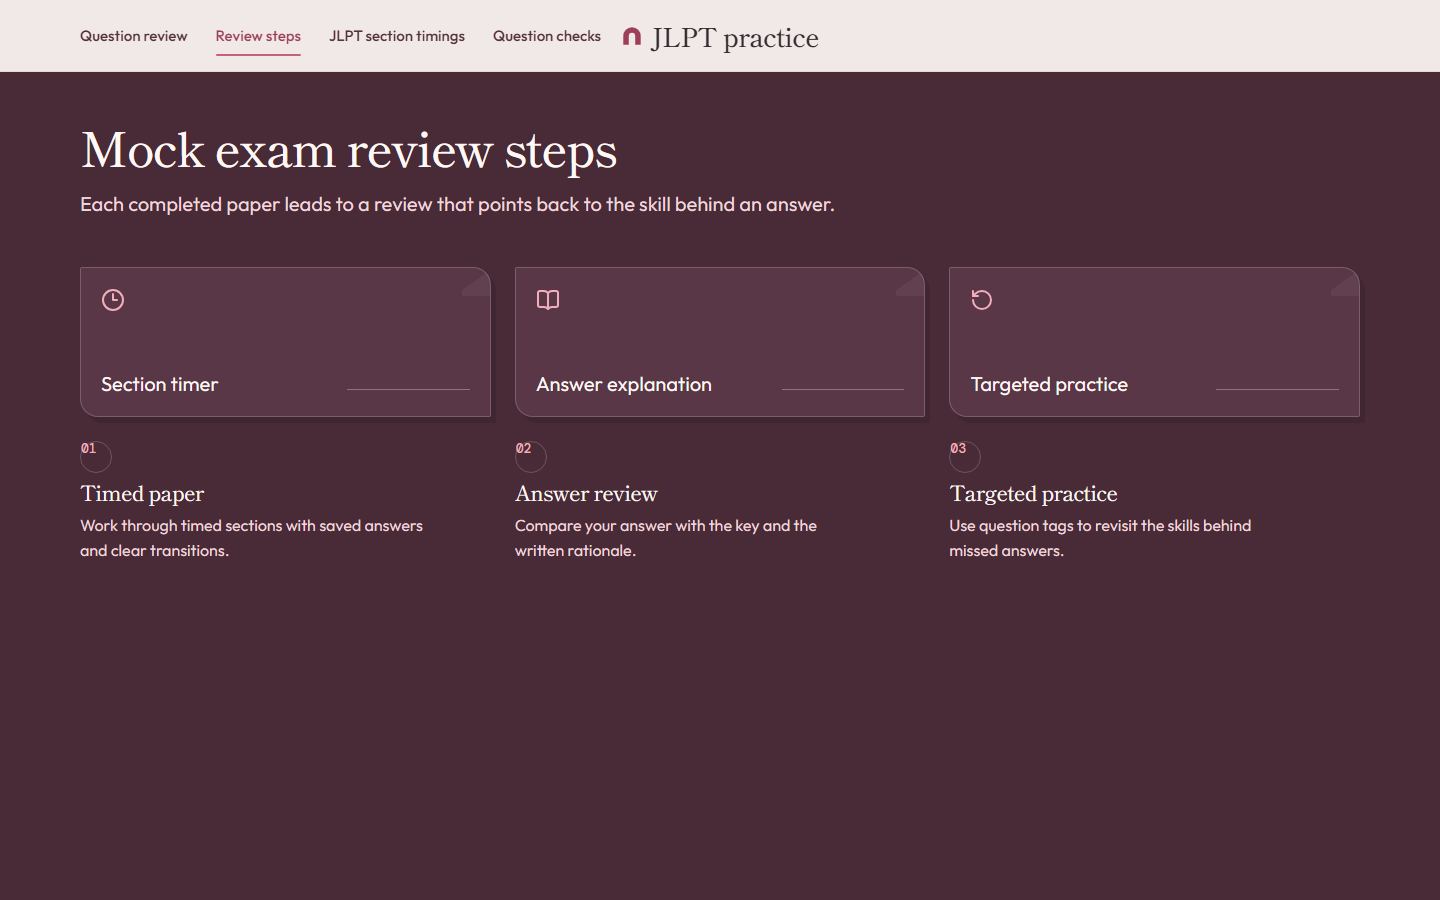 Question review
Review steps
JLPT section timings
Question checks
JLPT practice
Mock exam review steps
Each completed paper leads to a review that points back to the skill behind an answer.
Section timer
Answer explanation
Targeted practice
01
Timed paper
Work through timed sections with saved answers
and clear transitions.
02
Answer review
Compare your answer with the key and the
written rationale.
03
Targeted practice
Use question tags to revisit the skills behind
missed answers.